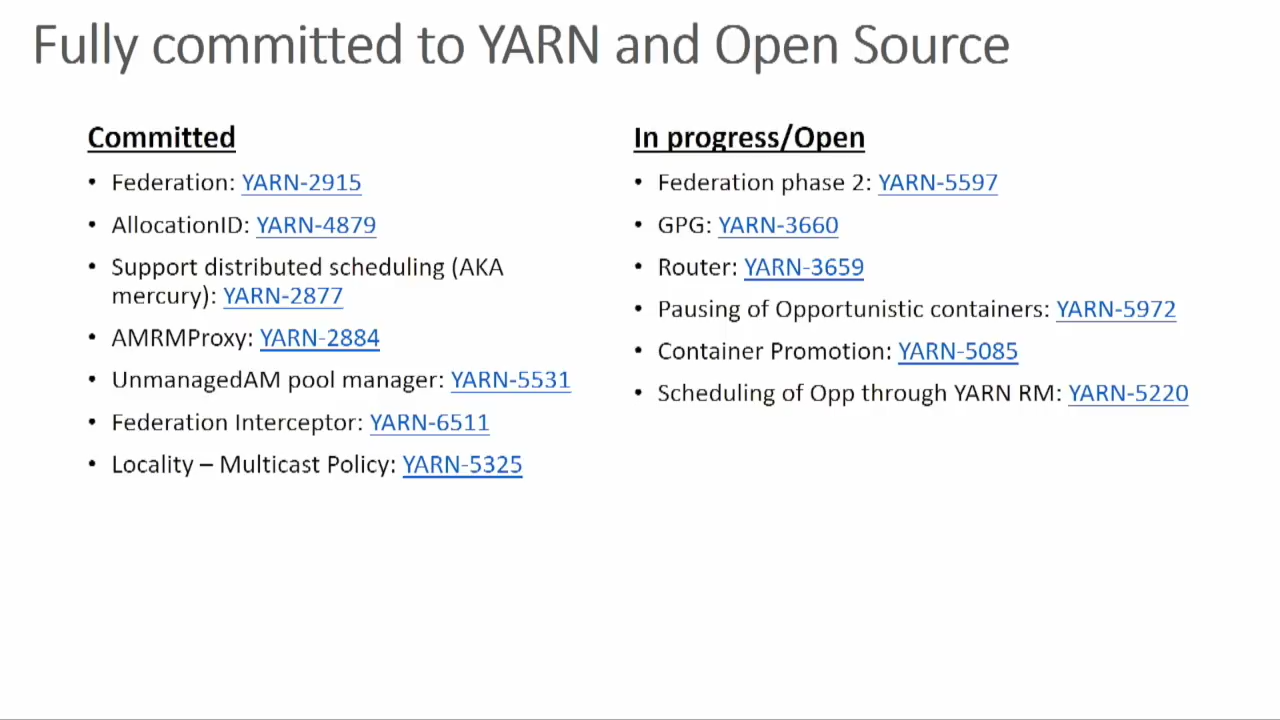 Fully committed to YARN and Open Source
Committed
• Federation: YARN-2915
• AllocationID: YARN-4879
• Support distributed scheduling (AKA
mercury): YARN-2877
• AMRMProxy: YARN-2884
• UnmanagedAM pool manager: YARN-5531
• Federation Interceptor: YARN-6511
• Locality – Multicast Policy: YARN-5325
In progress/Open
• Federation phase 2: YARN-5597
• GPG: YARN-3660
• Router: YARN-3659
• Pausing of Opportunistic containers: YARN-5972
• Container Promotion: YARN-5085
• Scheduling of Opp through YARN RM: YARN-5220